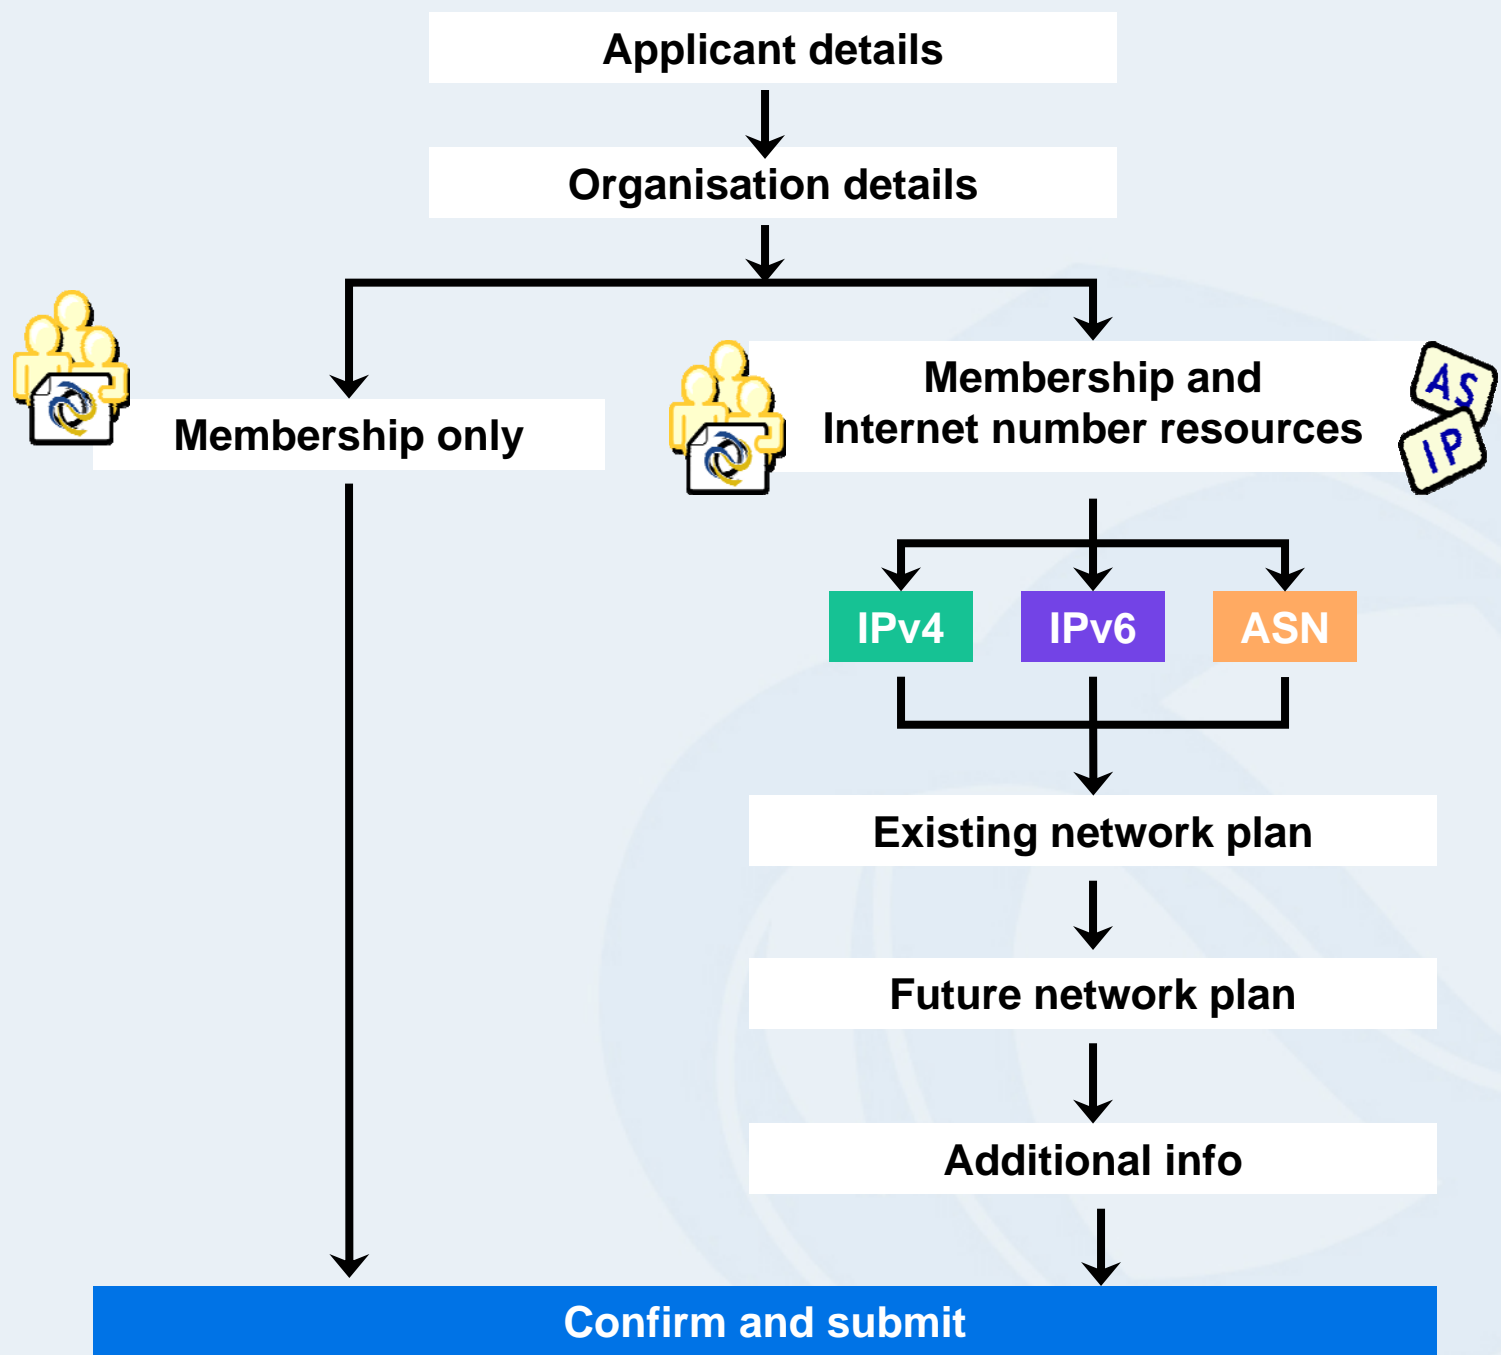 Applicant details
Organisation details
Membership only
Membership and
Internet number resources
AS
IP
IPv4
IPv6
ASN
Existing network plan
Future network plan
Additional info
Confirm and submit